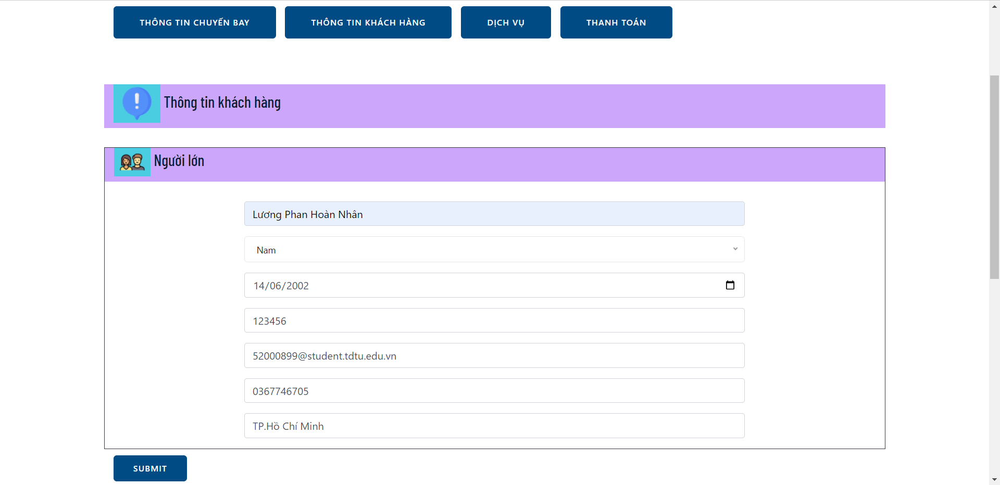 THÔNG TIN CHUYẾN BAY THÔNG TIN KHÁCH HÀNG DỊCH VỤ THANH TOÁN
Thông tin khách hàng
Người lớn
Lương Phan Hoàn Nhân
Nam
14/06/2002
123456
52000899@student.tdtu.edu.vn
0367746705
TP.Hồ Chí Minh
SUBMIT